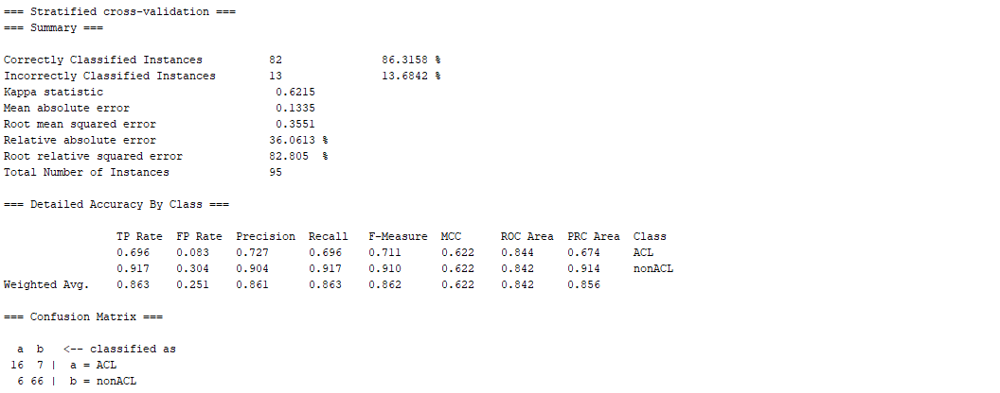 === Stratified cross-validation ===
=== Summary ===
Correctly Classified Instances 82 86.3158 %
Incorrectly Classified Instances 13 13.6842 %
Kappa statistic 0.6215
Mean absolute error 0.1335
Root mean squared error 0.3551
Relative absolute error 36.0613 %
Root relative squared error 82.805 %
Total Number of Instances 95
=== Detailed Accuracy By Class ===
TP Rate FP Rate Precision Recall F-Measure MCC ROC Area PRC Area Class
0.696 0.083 0.727 0.696 0.711 0.622 0.844 0.674 ACL
0.917 0.304 0.904 0.917 0.910 0.622 0.842 0.914 nonACL
Weighted Avg. 0.863 0.251 0.861 0.863 0.862 0.622 0.842 0.856
=== Confusion Matrix ===
a b <-- classified as
16 7 | a = ACL
6 66 | b = nonACL